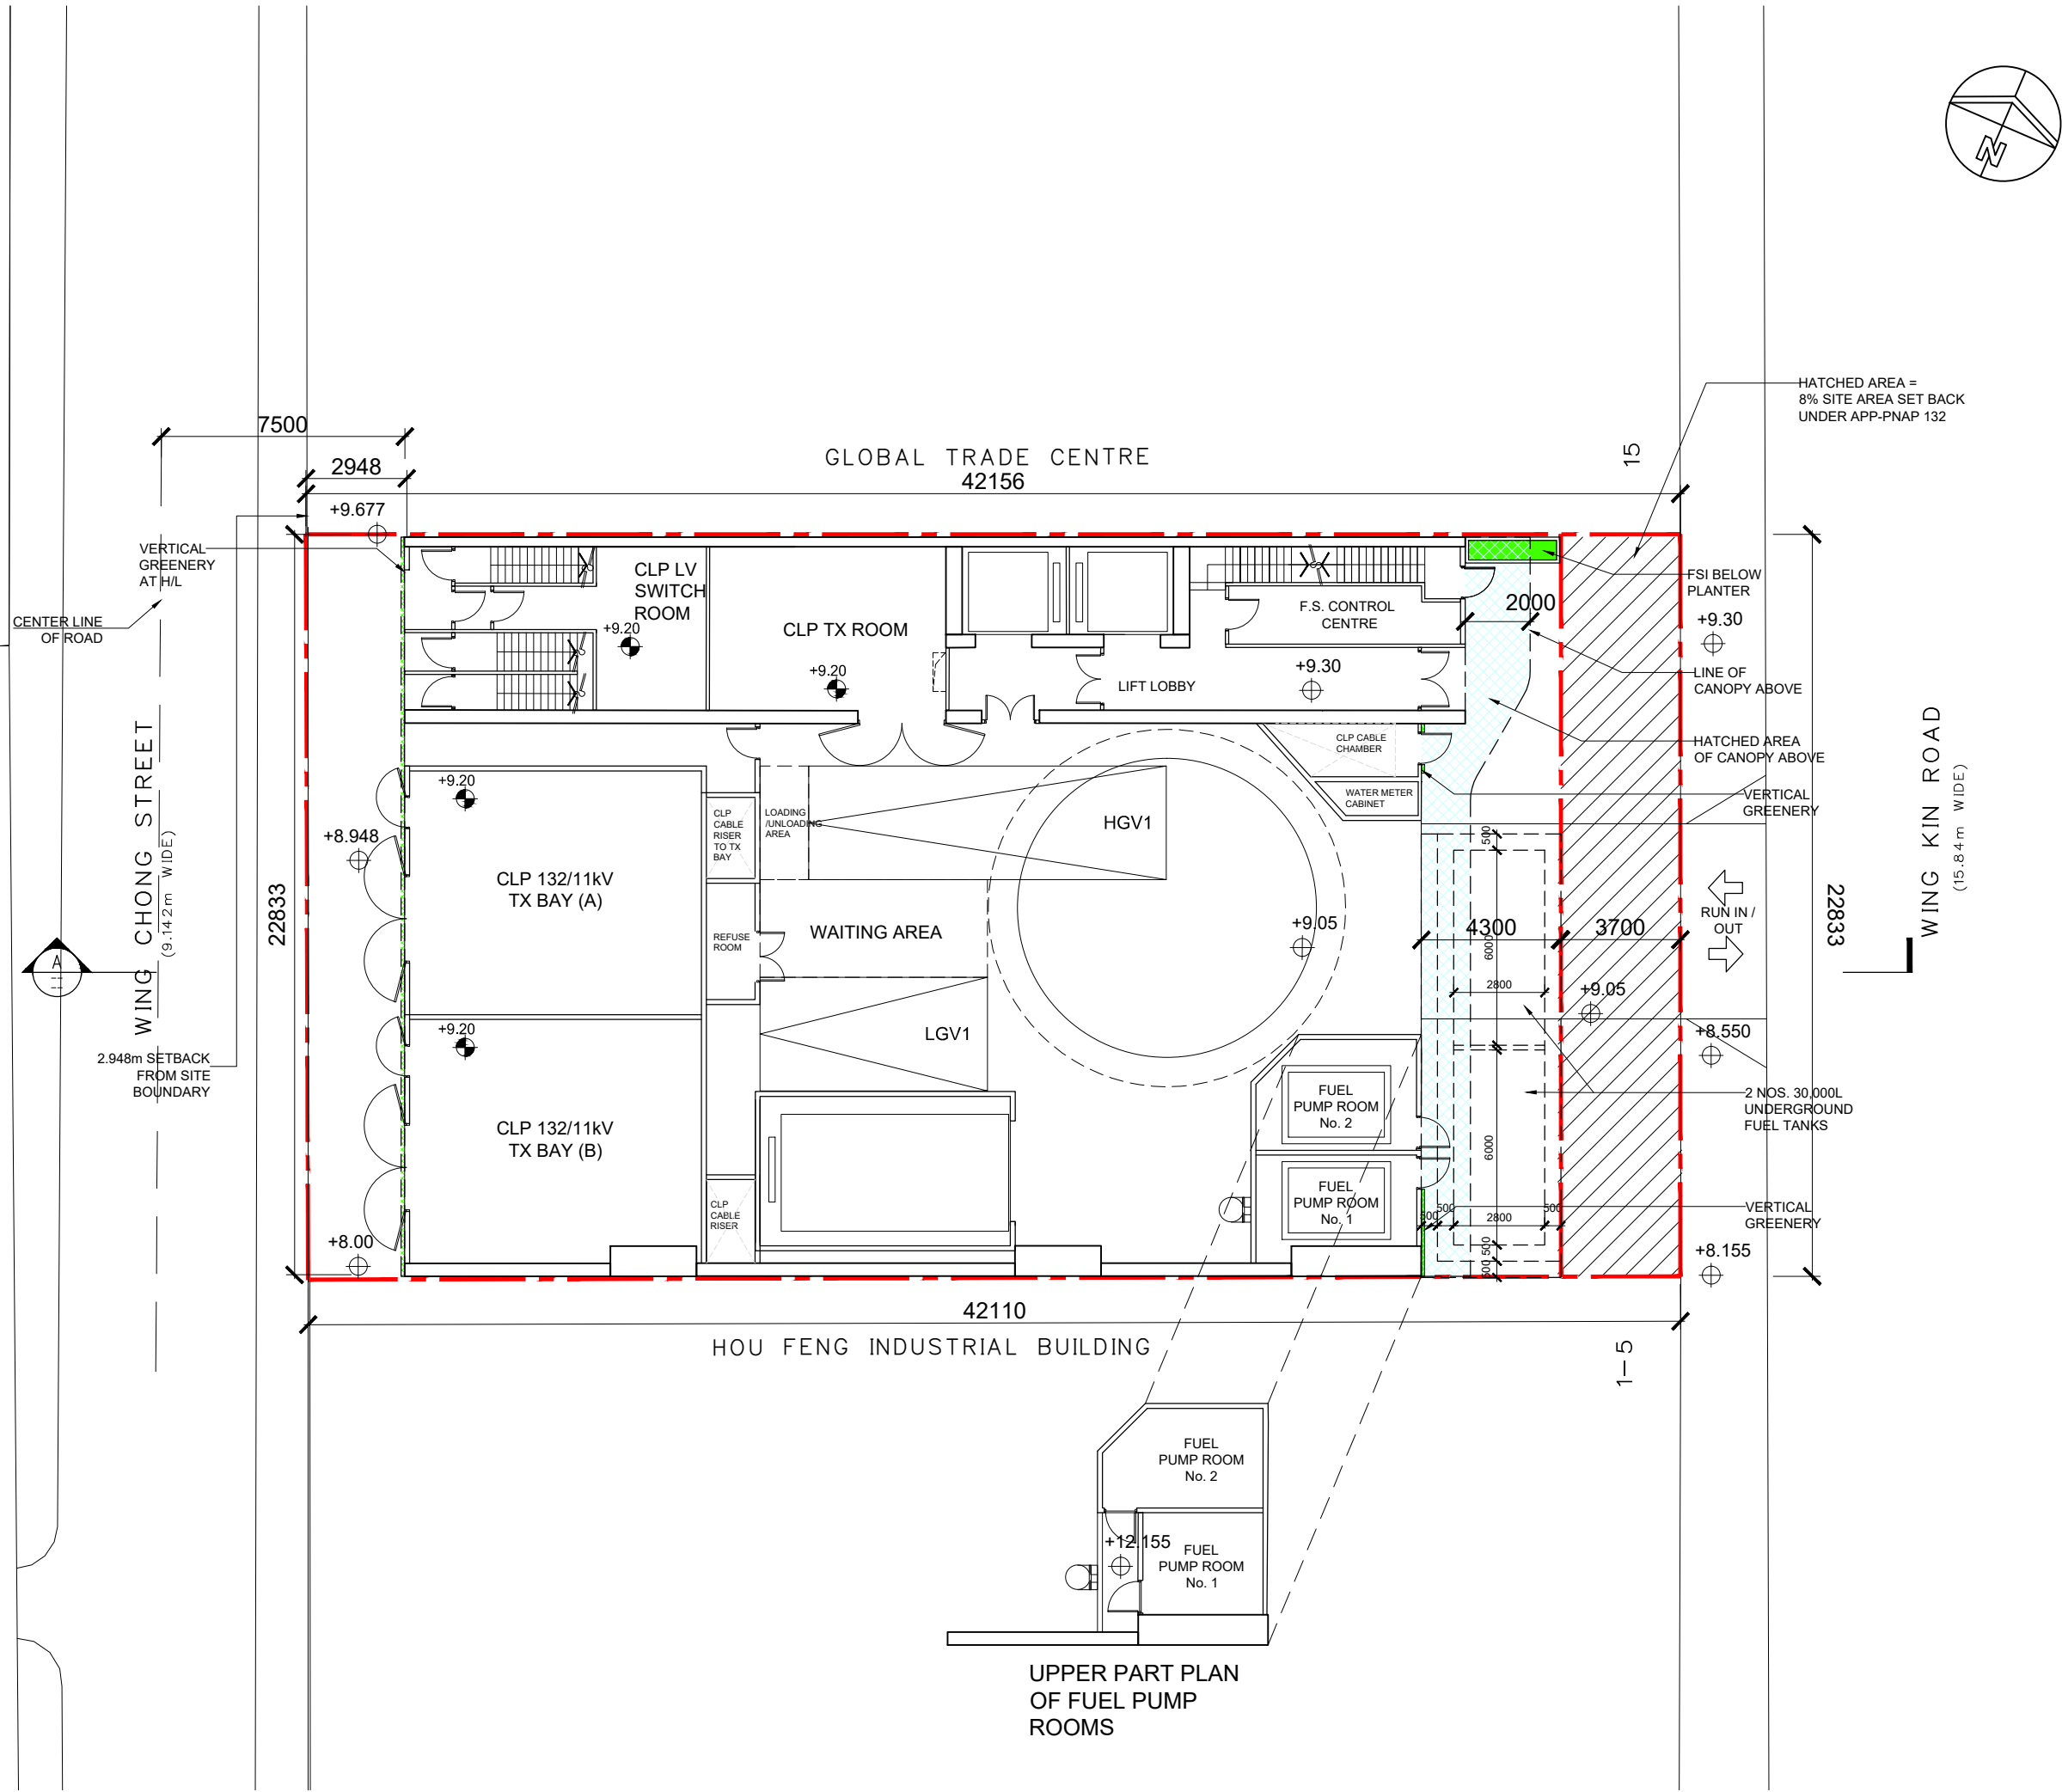 N
HATCHED AREA =
8% SITE AREA SET BACK
UNDER APP-PNAP 132
7500
2948
GLOBAL TRADE CENTRE
42156
15
+9.677
VERTICAL
GREENERY
AT H/L
CENTER LINE
OF ROAD
CLP LV
SWITCH
ROOM
+9.20
CLP TX ROOM
+9.20
F.S. CONTROL
CENTRE
2000
FSI BELOW
PLANTER
+9.30
+9.30
LIFT LOBBY
LINE OF
CANOPY ABOVE
HATCHED AREA
OF CANOPY ABOVE
CLP CABLE
CHAMBER
WATER METER
CABINET
VERTICAL
GREENERY
WING CHONG STREET
(9.142m WIDE)
WING KIN ROAD
(15.84m WIDE)
+9.20
+8.948
CLP
CABLE
RISER
TO TX
BAY
LOADING
/UNLOADING
AREA
HGV1
500
CLP 132/11kV
TX BAY (A)
REFUSE
ROOM
WAITING AREA
+9.05
4300
3700
RUN IN /
OUT
22833
22833
6000
2800
+9.05
A
--
--
+9.20
LGV1
+8.550
2.948m SETBACK
FROM SITE
BOUNDARY
CLP 132/11kV
TX BAY (B)
FUEL
PUMP ROOM
No. 2
2 NOS. 30,000L
UNDERGROUND
FUEL TANKS
6000
CLP
CABLE
RISER
FUEL
PUMP ROOM
No. 1
500
500
2800
500
VERTICAL
GREENERY
+8.00
500
500
+8.155
42110
HOU FENG INDUSTRIAL BUILDING
1-5
FUEL
PUMP ROOM
No. 2
+12.155
FUEL
PUMP ROOM
No. 1
UPPER PART PLAN
OF FUEL PUMP
ROOMS